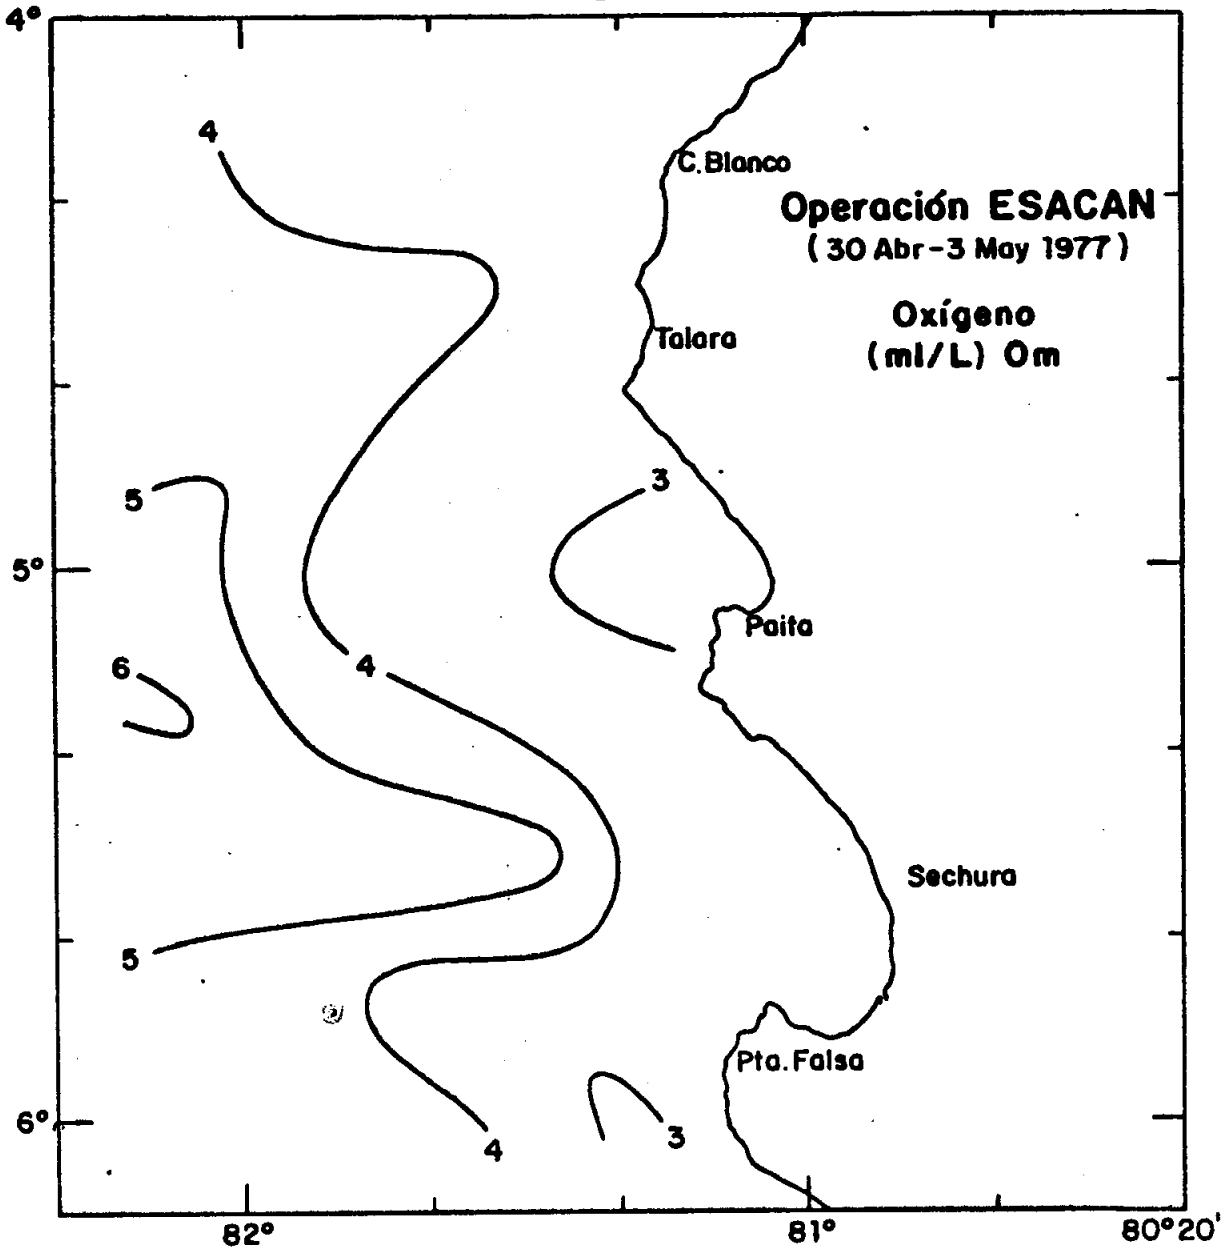 4°
4
C. Blanco
Operación ESACAN
(30 Abr-3 May 1977)
Oxígeno
(ml/L) 0m
Talara
3
5
5°
Paita
4
6
Sechura
5
Pta. Falsa
6°
3
4
82°
81°
80°20'